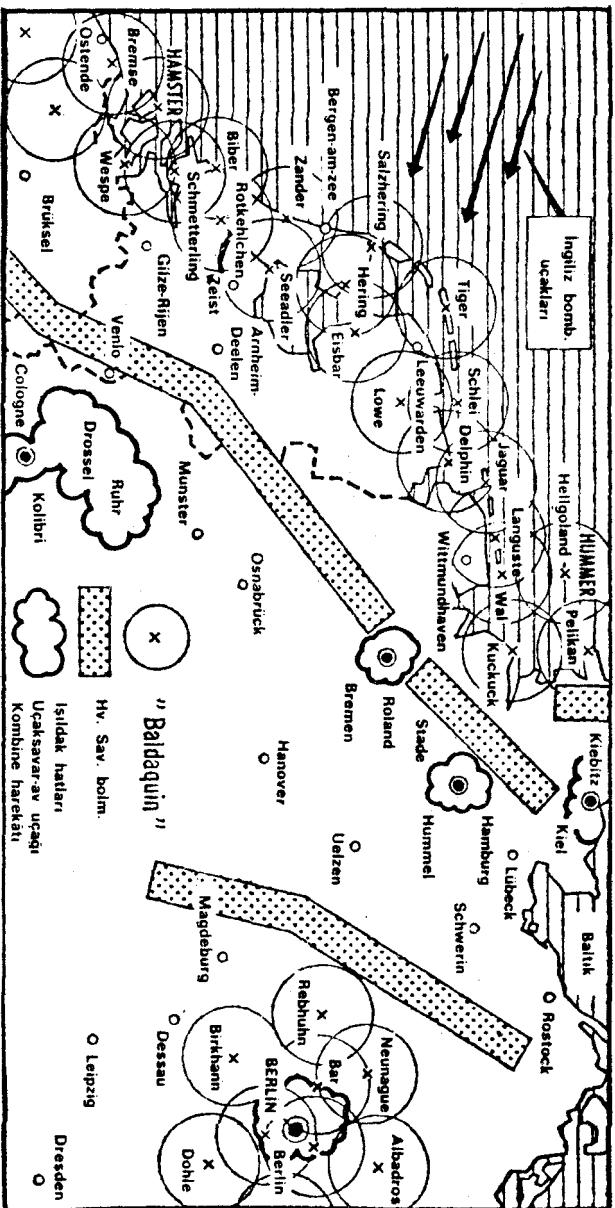 İngiliz bomb.
uçakları
HUMMER
Hellgoland
Pelikan
Kiebitz
Kiel
Baltık
Jaguar
Languste
Wal
Kuckuck
Wittmundhaven
Lübeck
Rostock
Tiger
Schlei
Delphin
Stade
Hamburg
Hummel
Schwerin
Salzhering
Hering
Leeuwarden
Lowe
Eisbar
Roland
Bremen
Uelzen
Neunague
Albadros
Bergen-am-zee
Zander
Seeadler
Rebhuhn
Bar
BERLIN
Berlin
Biber
Rotkehlchen
Zeist
Arnheim-
Deelen
Osnabrück
Hanover
Magdeburg
Birkhann
Dohle
HAMSTER
Schmetterling
Gilze-Rijen
Munster
Dessau
Bremse
Ostende
Wespe
Venlo
Brüksel
Ruhr
Drossel
Cologne
Kolibri
Leipzig
Dresden
" Baldaquin "
Hv. Sav. bolm.
Işıldak hatları
Uçaksavar-av uçağı
Kombine harekâtı